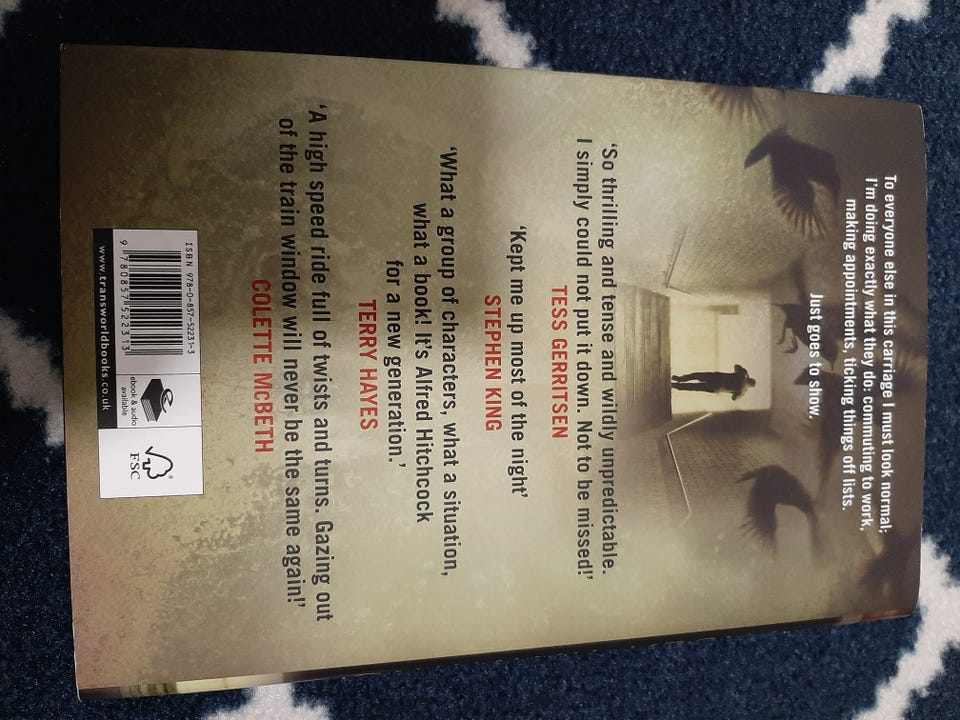 To everyone else in this carriage I must look normal;
I'm doing exactly what they do: commuting to work,
making appointments, ticking things off lists.
Just goes to show.
'So thrilling and tense and wildly unpredictable.
I simply could not put it down. Not to be missed!'
TESS GERRITSEN
'Kept me up most of the night'
STEPHEN KING
'What a group of characters, what a situation,
what a book! It's Alfred Hitchcock
for a new generation.'
TERRY HAYES
'A high speed ride full of twists and turns. Gazing out
of the train window will never be the same again!'
COLETTE McBETH
ISBN 978-0-857-52231-3
9 780857 522313
www.transworldbooks.co.uk
ebook & audio
available
FSC